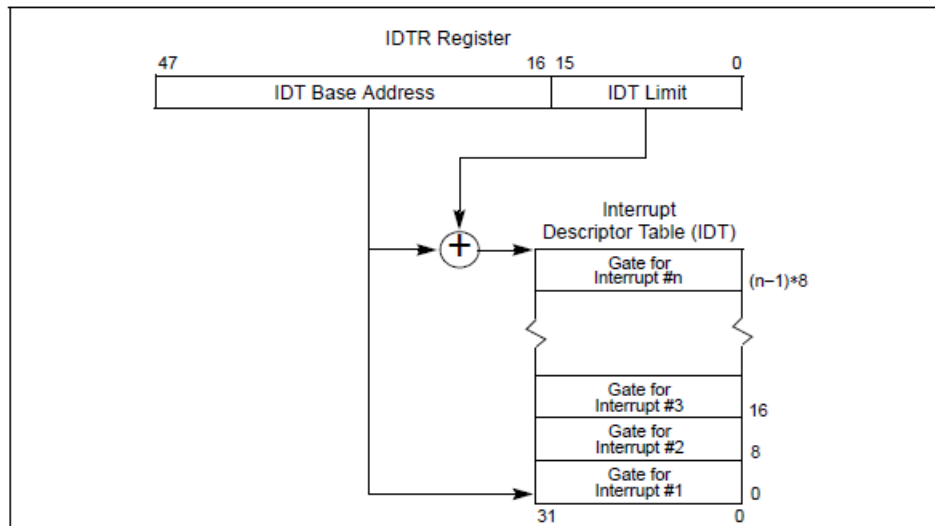 IDTR Register
47 16 15 0
IDT Base Address IDT Limit
+
Interrupt
Descriptor Table (IDT)
Gate for
Interrupt #n
(n−1)∗8
Gate for
Interrupt #3
16
Gate for
Interrupt #2
8
Gate for
Interrupt #1
0
31 0